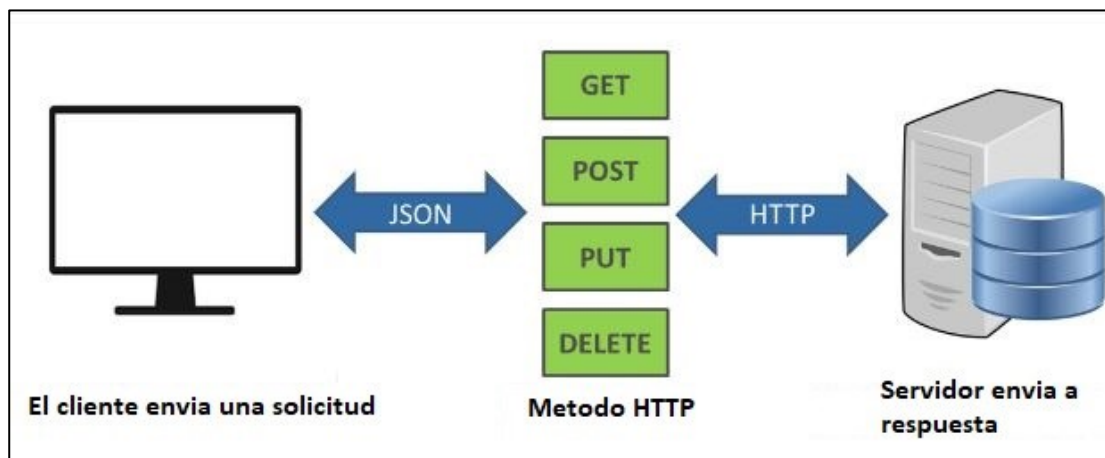 GET
POST
JSON
HTTP
PUT
DELETE
El cliente envia una solicitud
Metodo HTTP
Servidor envia a
respuesta